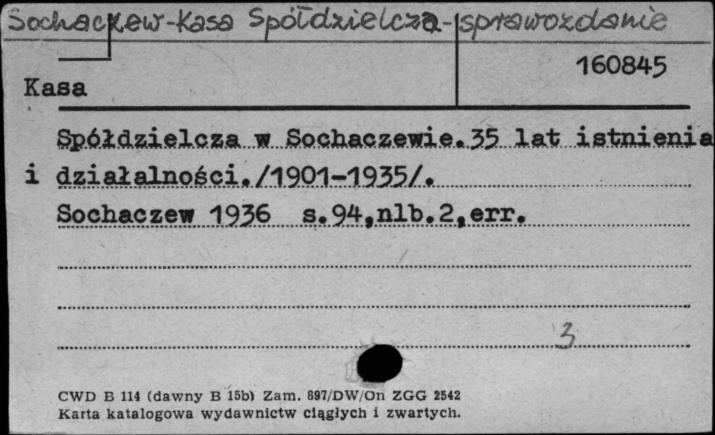 Sochaczew-Kasa Spółdzielcza-sprawozdanie
160845
Kasa
Spółdzielcza w Sochaczewie.35 lat istnienia
i działalności./1901-1935/.
Sochaczew 1936 s.94,nlb.2,err.
3
CWD B 114 (dawny B 15b) Zam. 897/DW/On ZGG 2542
Karta katalogowa wydawnictw ciągłych i zwartych.